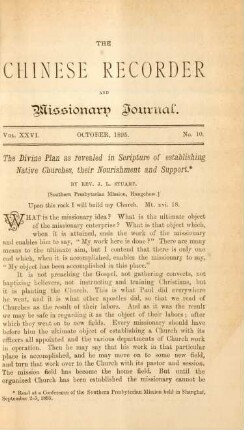 THE
CHINESE RECORDER
AND
Missionary Journal.
VOL. XXVI. OCTOBER, 1895. No. 10.
The Divine Plan as revealed in Scripture of establishing
Native Churches, their Nourishment and Support.*
BY REV. J. L. STUART.
[Southern Presbyterian Mission, Hangchow.]
Upon this rock I will build my Church. Mt. xvi. 18.
WHAT is the missionary idea? What is the ultimate object
of the missionary enterprise? What is that object which,
when it is attained, ends the work of the missionary
and enables him to say, "My work here is done?" There are many
means to the ultimate aim, but I contend that there is only one
end which, when it is accomplished, enables the missionary to say,
"My object has been accomplished in this place."
It is not preaching the Gospel, not gathering converts, not
baptizing believers, not instructing and training Christians, but
it is planting the Church. This is what Paul did everywhere
he went, and it is what other apostles did, so that we read of
Churches as the result of their labors. And as it was the result
we may be safe in regarding it as the object of their labors; after
which they went on to new fields. Every missionary should have
before him the ultimate object of establishing a Church with its
officers all appointed and the various departments of Church work
in operation. Then he may say that his work in that particular
place is accomplished, and he may move on to some new field,
and turn that work over to the Church with its pastor and session.
The mission field has become the home field. But until the
organized Church has been established the missionary cannot be
* Read at a Conference of the Southern Presbyterian Mission held in Shanghai,
September 2-5, 1895.